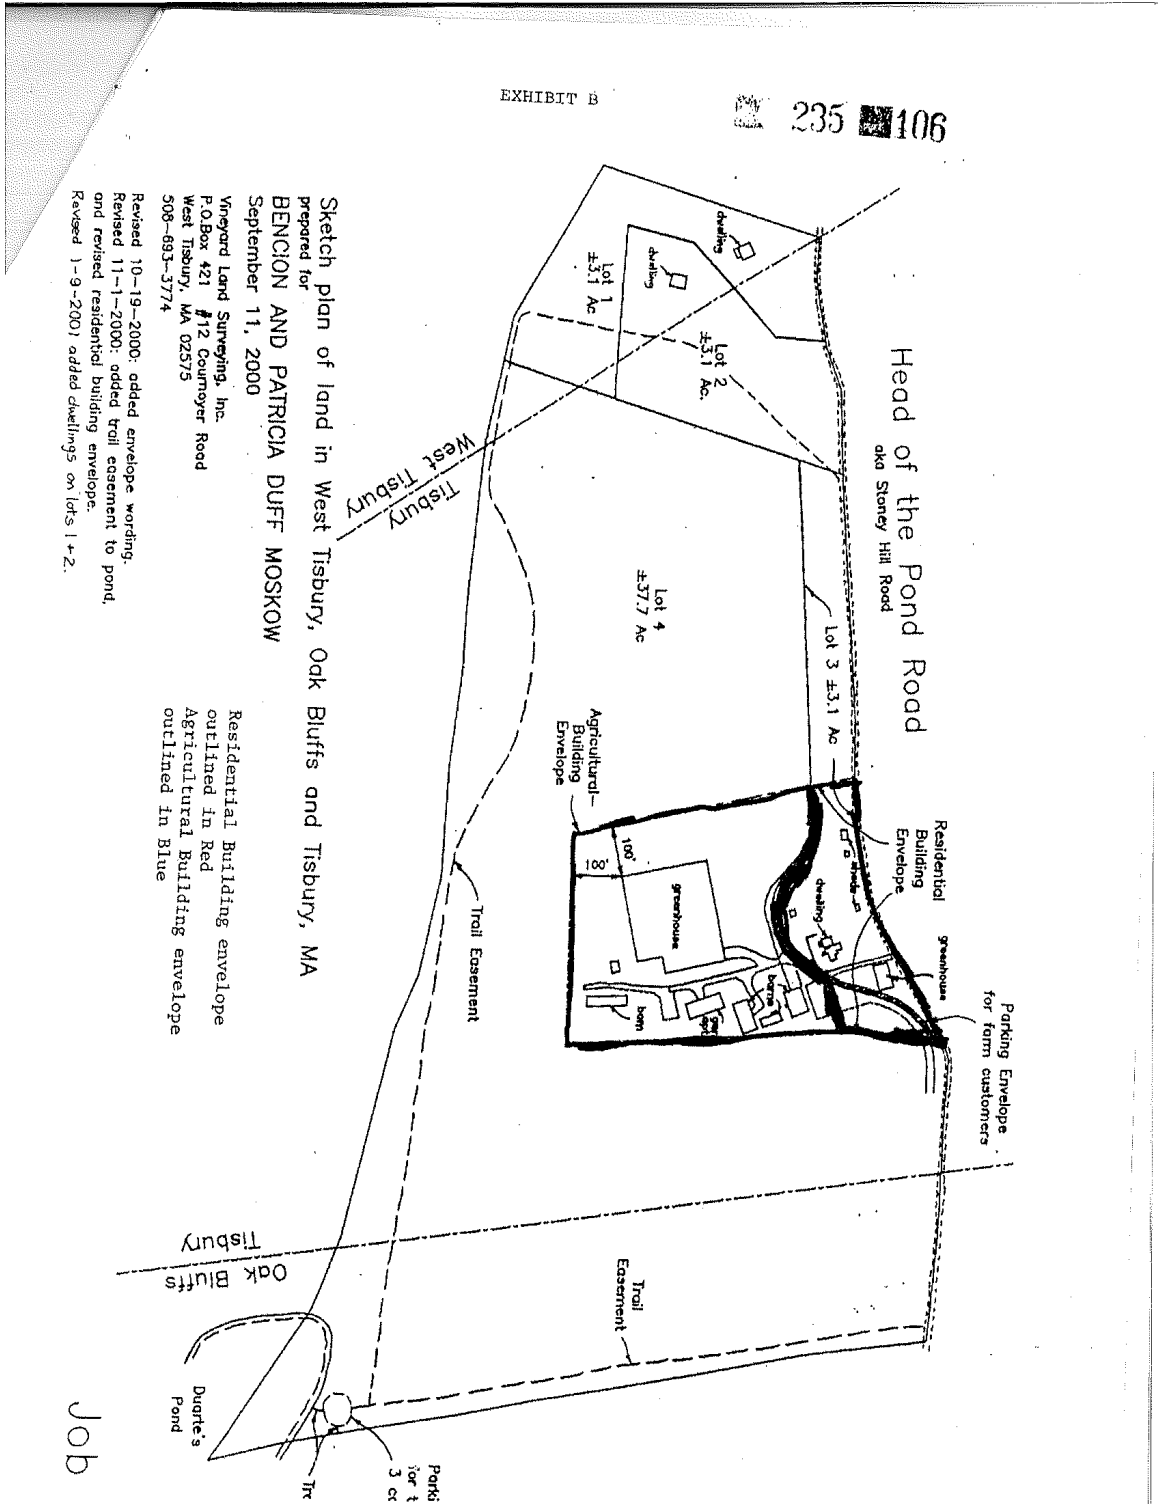 EXHIBIT B
235 106
Head of the Pond Road
aka Stoney Hill Road
dwelling
dwelling
Lot 1
±3.1 Ac
Lot 2
±3.1 Ac.
Lot 3 ±3.1 Ac
Lot 4
±37.7 Ac
West Tisbury
Tisbury
Residential
Building
Envelope
greenhouse
Parking Envelope
for farm customers
Agricultural-
Building
Envelope
100'
100'
greenhouse
sheds
dwelling
barns
barn
Trail Easement
Trail
Easement
Tisbury
Oak Bluffs
Duarte's
Pond
Parki
for t
3 cc
Tre
Sketch plan of land in West Tisbury, Oak Bluffs and Tisbury, MA
prepared for
BENCION AND PATRICIA DUFF MOSKOW
September 11, 2000
Vineyard Land Surveying, Inc.
P.O.Box 421 #12 Cournoyer Road
West Tisbury, MA 02575
508-693-3774
Revised 10-19-2000: added envelope wording.
Revised 11-1-2000: added trail easement to pond,
and revised residential building envelope.
Revised 1-9-2001 added dwellings on lots 1+2.
Residential Building envelope
outlined in Red
Agricultural Building envelope
outlined in Blue
Job